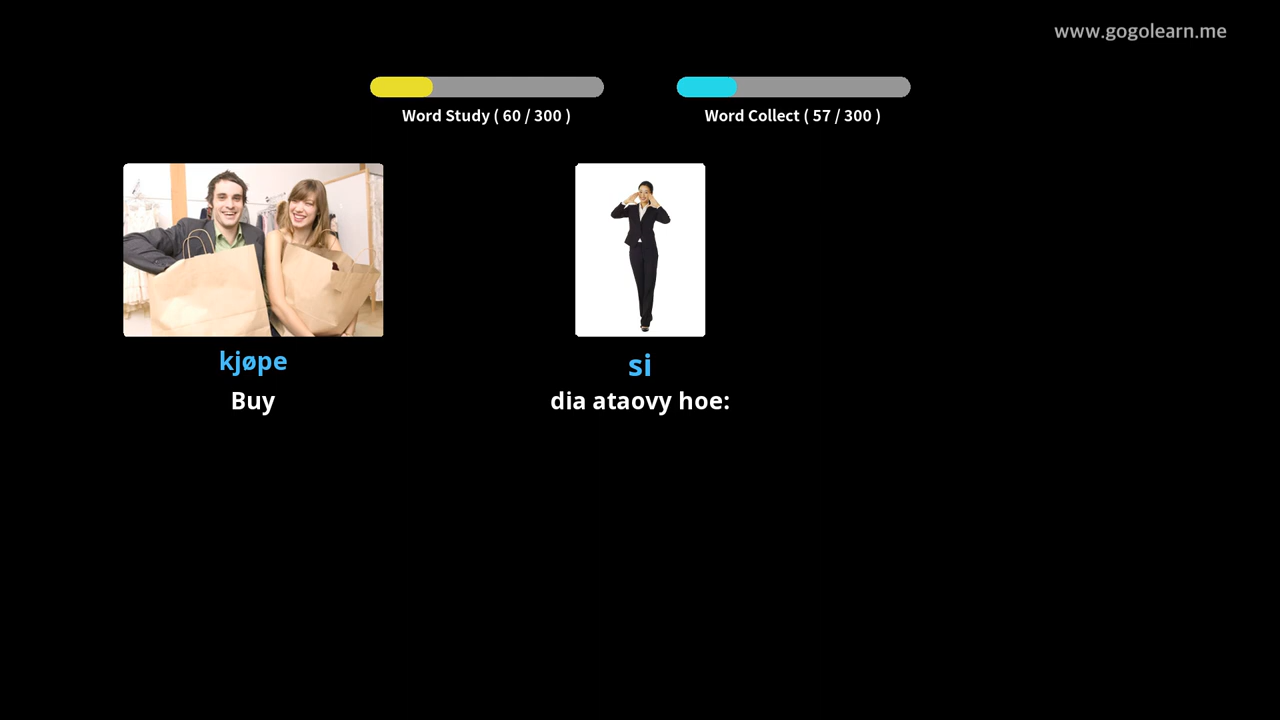 www.gogolearn.me
Word Study ( 60 / 300 )
Word Collect ( 57 / 300 )
kjøpe
Buy
si
dia ataovy hoe: